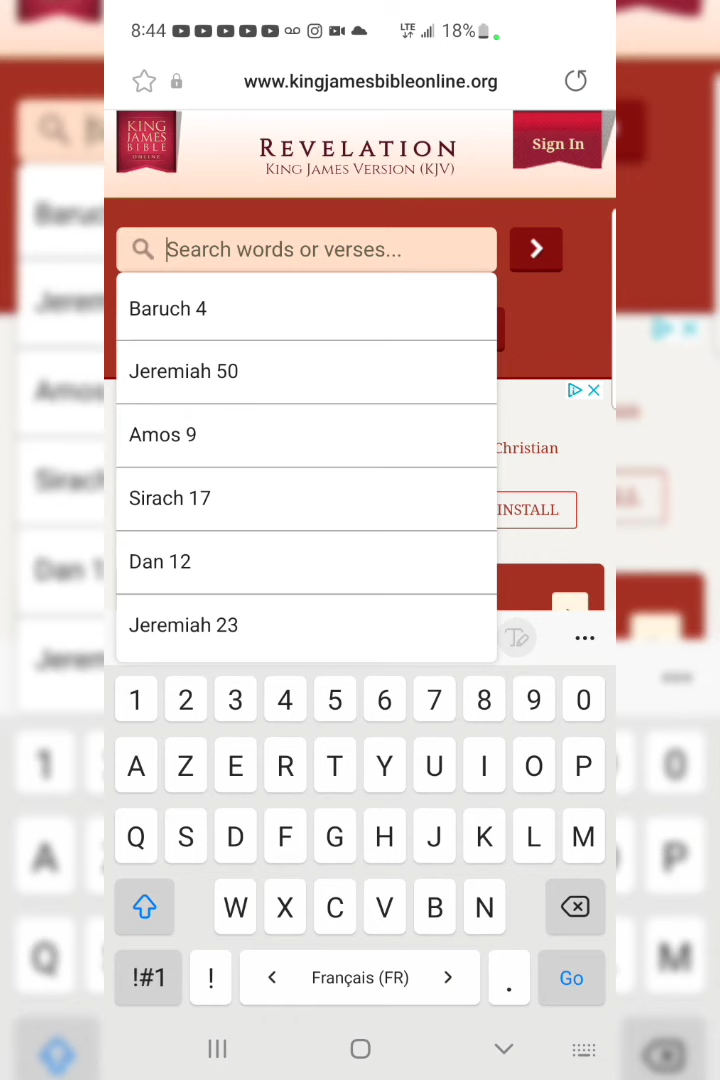 8:44 LTE 18%
www.kingjamesbibleonline.org
KING
JAMES
BIBLE
ONLINE
REVELATION
KING JAMES VERSION (KJV)
Sign In
Search words or verses...
Baruch 4
Jeremiah 50
Amos 9
Christian
Sirach 17
INSTALL
Dan 12
Jeremiah 23
1 2 3 4 5 6 7 8 9 0
A Z E R T Y U I O P
Q S D F G H J K L M
W X C V B N
!#1 ! < Français (FR) > . Go